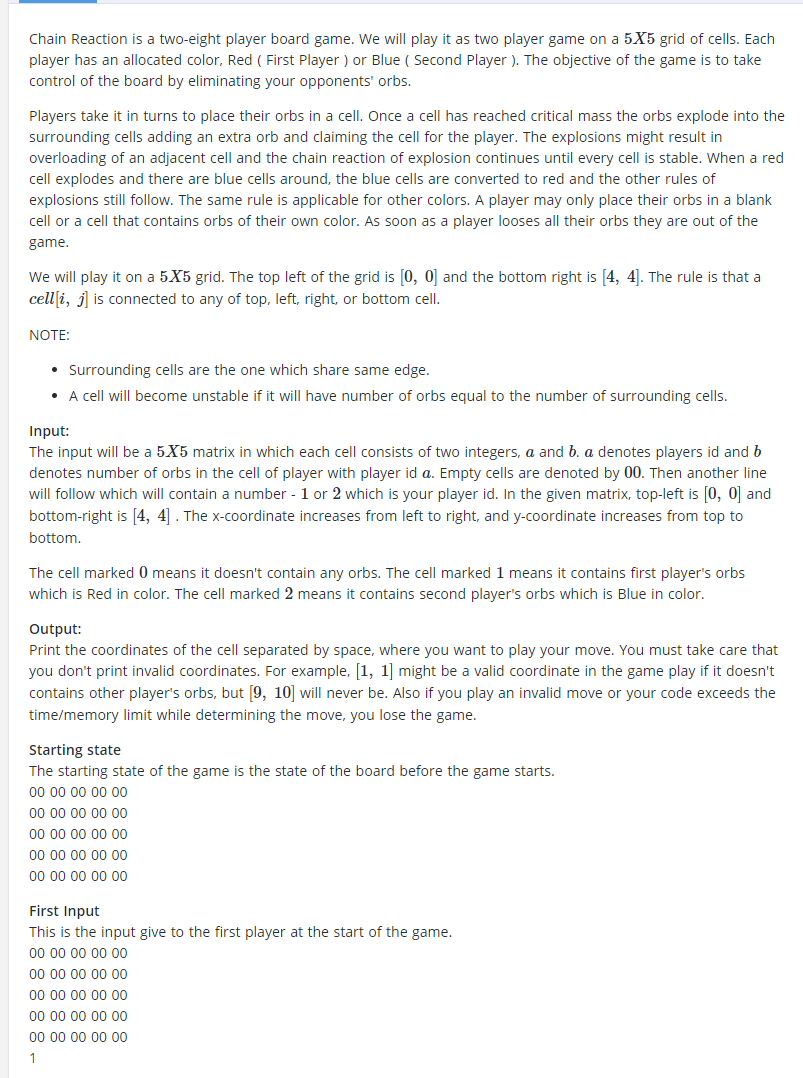 Chain Reaction is a two-eight player board game. We will play it as two player game on a 5X5 grid of cells. Each
player has an allocated color, Red ( First Player ) or Blue ( Second Player ). The objective of the game is to take
control of the board by eliminating your opponents' orbs.
Players take it in turns to place their orbs in a cell. Once a cell has reached critical mass the orbs explode into the
surrounding cells adding an extra orb and claiming the cell for the player. The explosions might result in
overloading of an adjacent cell and the chain reaction of explosion continues until every cell is stable. When a red
cell explodes and there are blue cells around, the blue cells are converted to red and the other rules of
explosions still follow. The same rule is applicable for other colors. A player may only place their orbs in a blank
cell or a cell that contains orbs of their own color. As soon as a player looses all their orbs they are out of the
game.
We will play it on a 5X5 grid. The top left of the grid is [0, 0] and the bottom right is [4, 4]. The rule is that a
cell[i, j] is connected to any of top, left, right, or bottom cell.
NOTE:
• Surrounding cells are the one which share same edge.
• A cell will become unstable if it will have number of orbs equal to the number of surrounding cells.
Input:
The input will be a 5X5 matrix in which each cell consists of two integers, a and b. a denotes players id and b
denotes number of orbs in the cell of player with player id a. Empty cells are denoted by 00. Then another line
will follow which will contain a number - 1 or 2 which is your player id. In the given matrix, top-left is [0, 0] and
bottom-right is [4, 4] . The x-coordinate increases from left to right, and y-coordinate increases from top to
bottom.
The cell marked 0 means it doesn't contain any orbs. The cell marked 1 means it contains first player's orbs
which is Red in color. The cell marked 2 means it contains second player's orbs which is Blue in color.
Output:
Print the coordinates of the cell separated by space, where you want to play your move. You must take care that
you don't print invalid coordinates. For example, [1, 1] might be a valid coordinate in the game play if it doesn't
contains other player's orbs, but [9, 10] will never be. Also if you play an invalid move or your code exceeds the
time/memory limit while determining the move, you lose the game.
Starting state
The starting state of the game is the state of the board before the game starts.
00 00 00 00 00
00 00 00 00 00
00 00 00 00 00
00 00 00 00 00
00 00 00 00 00
First Input
This is the input give to the first player at the start of the game.
00 00 00 00 00
00 00 00 00 00
00 00 00 00 00
00 00 00 00 00
00 00 00 00 00
1